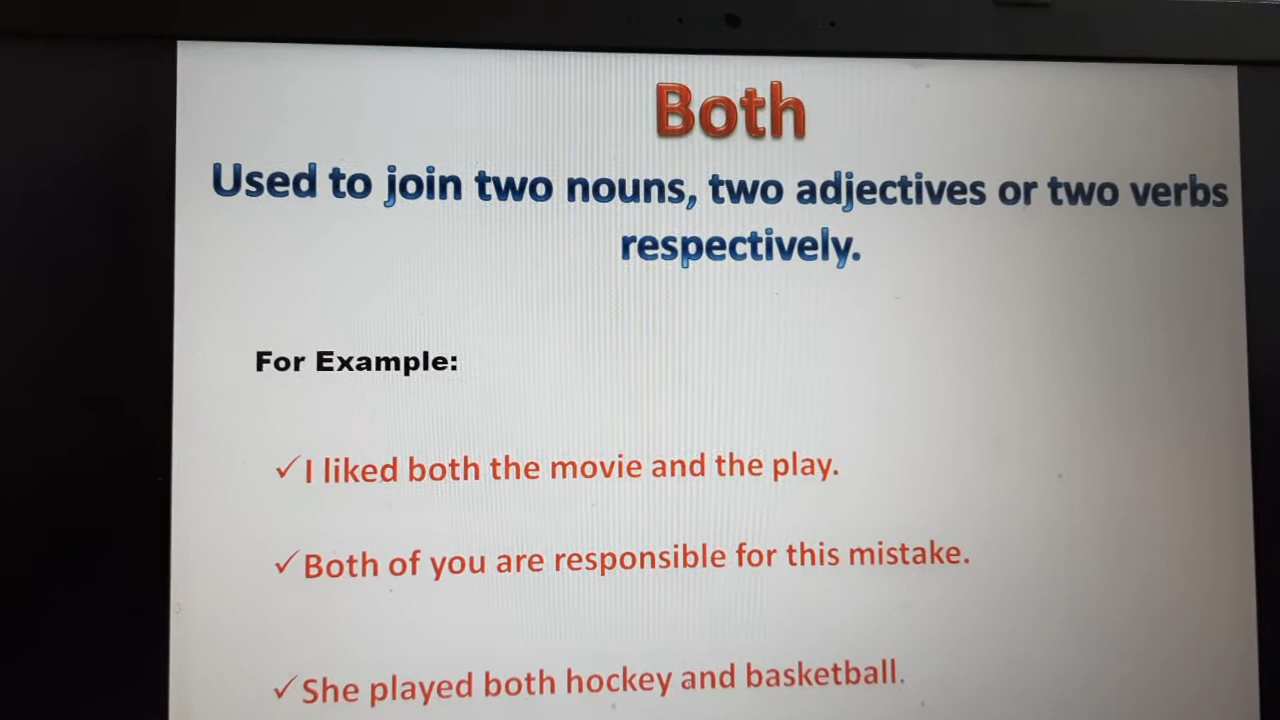 Both
Used to join two nouns, two adjectives or two verbs
respectively.
For Example:
✓I liked both the movie and the play.
✓Both of you are responsible for this mistake.
✓She played both hockey and basketball.